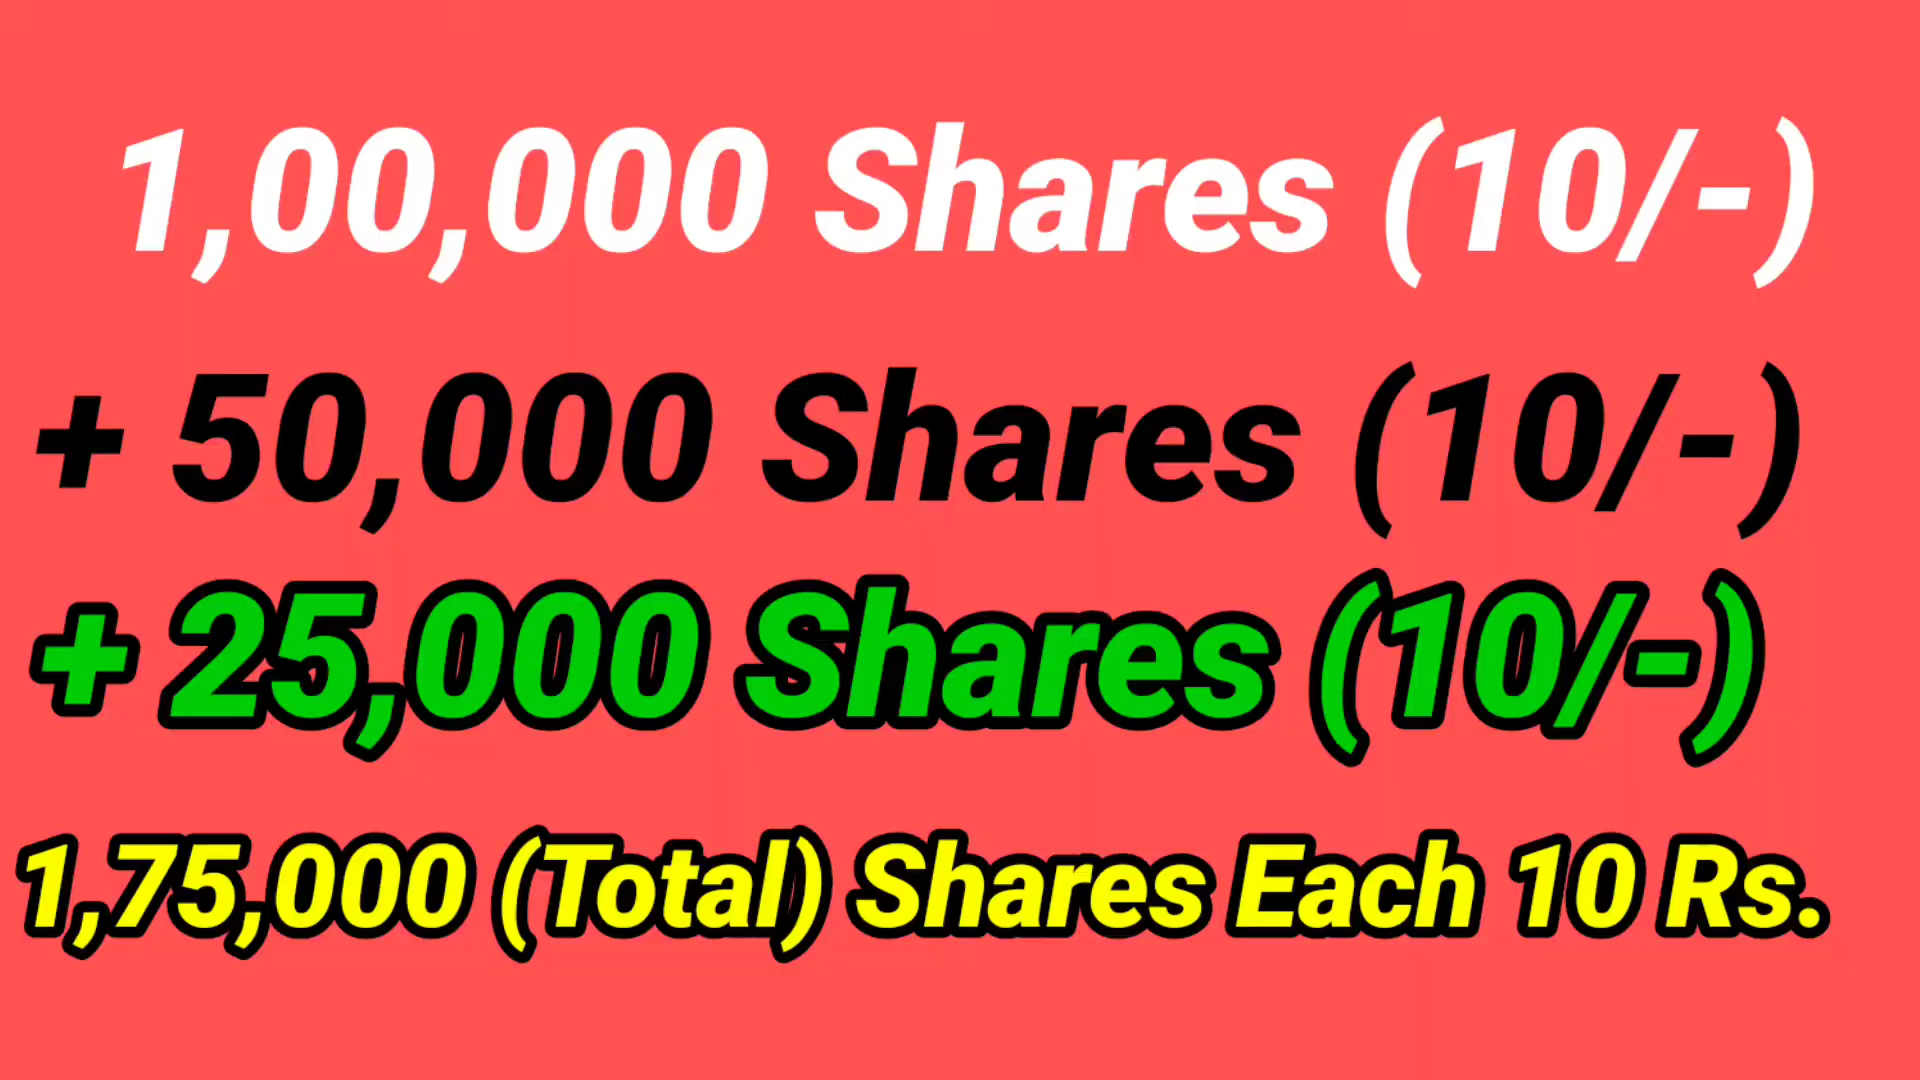 1,00,000 Shares (10/-)
+ 50,000 Shares (10/-)
+ 25,000 Shares (10/-)
1,75,000 (Total) Shares Each 10 Rs.